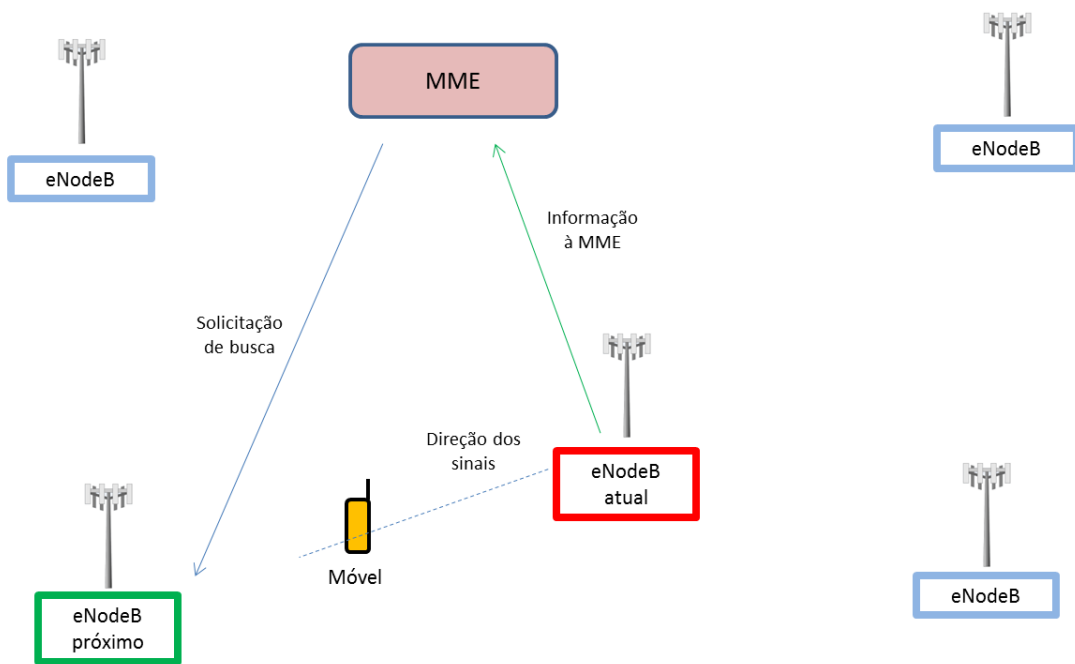 MME
eNodeB
eNodeB
Informação
à MME
Solicitação
de busca
Direção dos
sinais
eNodeB
atual
Móvel
eNodeB
eNodeB
próximo